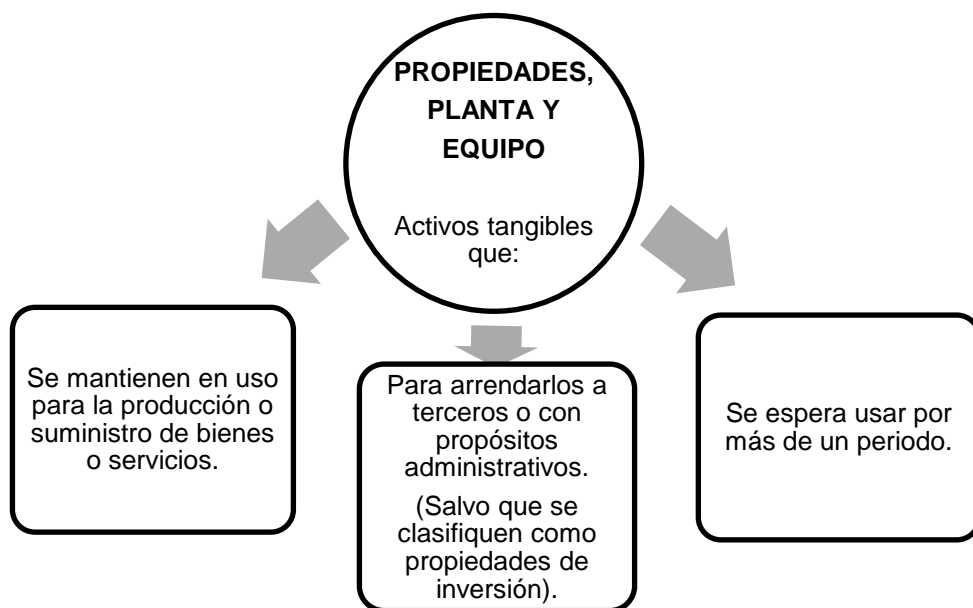 PROPIEDADES,
PLANTA Y
EQUIPO
Activos tangibles
que:
Se mantienen en uso
para la producción o
suministro de bienes
o servicios.
Para arrendarlos a
terceros o con
propósitos
administrativos.
(Salvo que se
clasifiquen como
propiedades de
inversión).
Se espera usar por
más de un periodo.